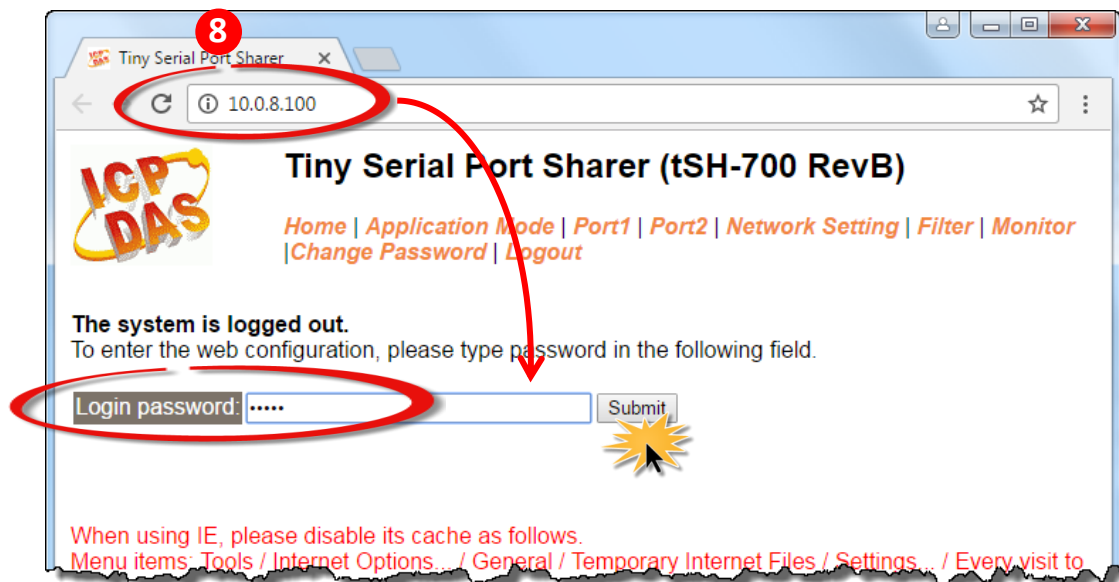 8
Tiny Serial Port Sharer
10.0.8.100
ICP
DAS
Tiny Serial Port Sharer (tSH-700 RevB)
Home | Application Mode | Port1 | Port2 | Network Setting | Filter | Monitor
|Change Password | Logout
The system is logged out.
To enter the web configuration, please type password in the following field.
Login password: ••••• Submit
When using IE, please disable its cache as follows.
Menu items: Tools / Internet Options... / General / Temporary Internet Files / Settings... / Every visit to